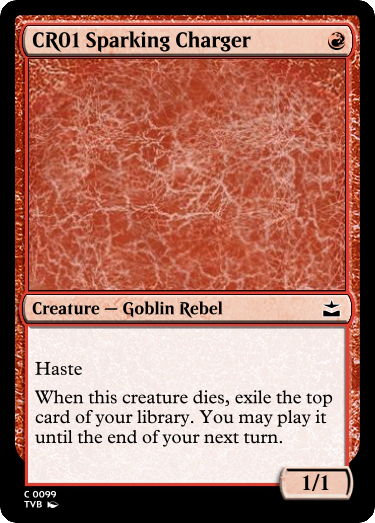 CR01 Sparking Charger
Creature — Goblin Rebel
Haste
When this creature dies, exile the top
card of your library. You may play it
until the end of your next turn.
1/1
C 0099
TVB